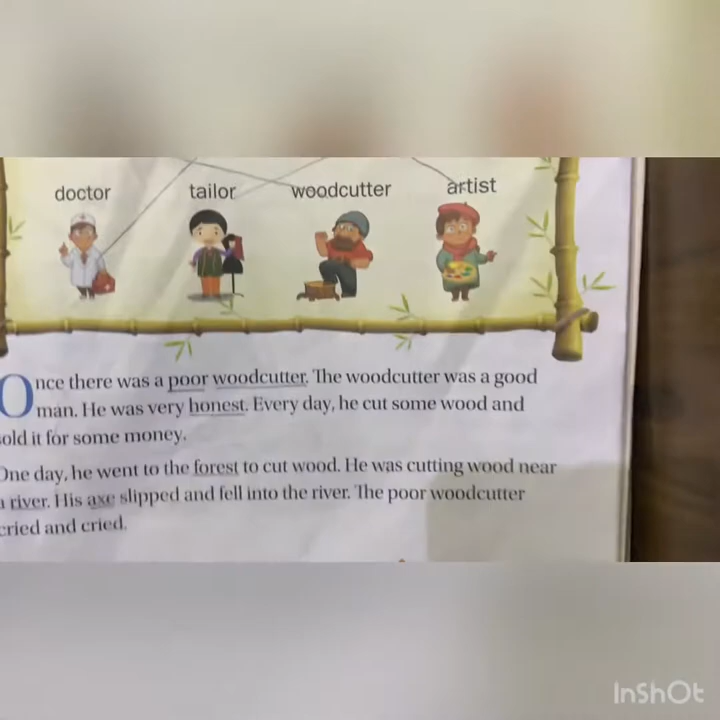 doctor tailor woodcutter artist
Once there was a poor woodcutter. The woodcutter was a good
man. He was very honest. Every day, he cut some wood and
sold it for some money.
One day, he went to the forest to cut wood. He was cutting wood near
a river. His axe slipped and fell into the river. The poor woodcutter
cried and cried.
InShOt